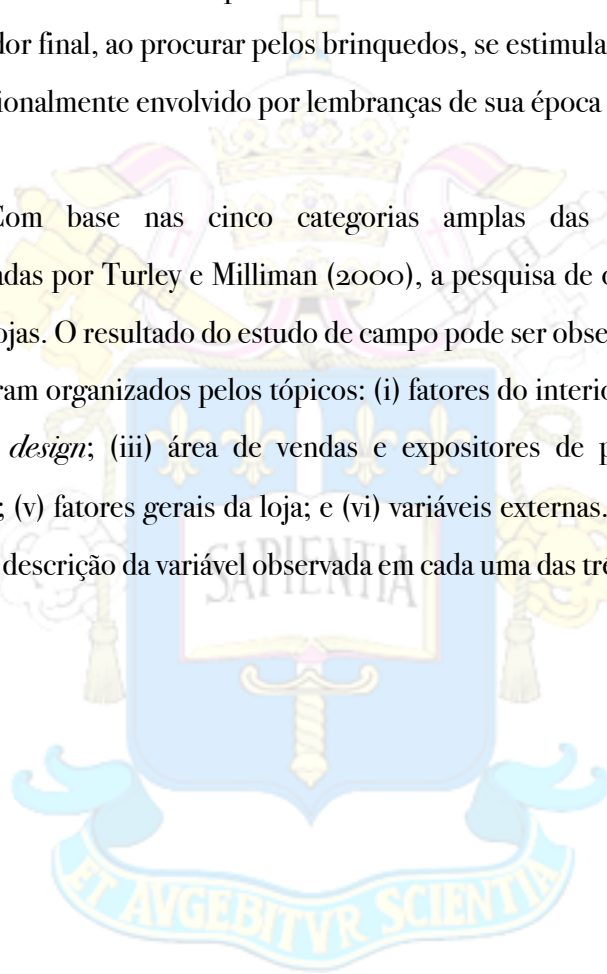 dor final, ao procurar pelos brinquedos, se estimula
ionalmente envolvido por lembranças de sua época
Com base nas cinco categorias amplas das
das por Turley e Milliman (2000), a pesquisa de
ojas. O resultado do estudo de campo pode ser obse
ram organizados pelos tópicos: (i) fatores do interio
design; (iii) área de vendas e expositores de p
; (v) fatores gerais da loja; e (vi) variáveis externas.
descrição da variável observada em cada uma das trê
SAPIENTIA
ET AVGEBITVR SCIENTIA